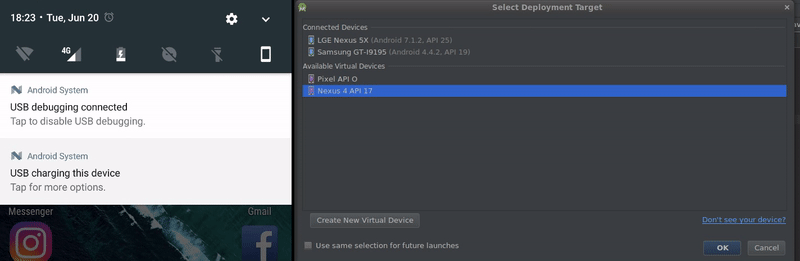 18:23 • Tue, Jun 20
4G
Android System
USB debugging connected
Tap to disable USB debugging.
Android System
USB charging this device
Tap for more options.
Messenger
Gmail
Select Deployment Target
Connected Devices
LGE Nexus 5X (Android 7.1.2, API 25)
Samsung GT-I9195 (Android 4.4.2, API 19)
Available Virtual Devices
Pixel API O
Nexus 4 API 17
Create New Virtual Device
Don't see your device?
Use same selection for future launches
OK
Cancel